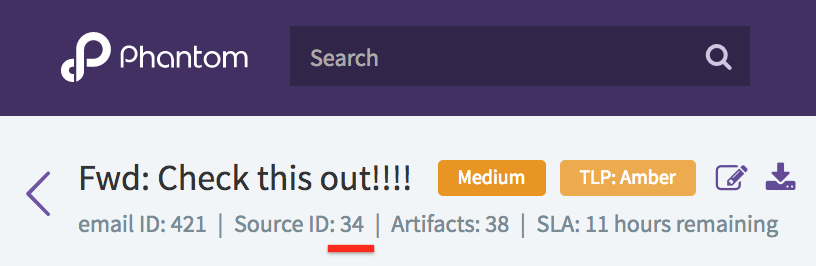 Phantom
Search
Fwd: Check this out!!!!
Medium
TLP: Amber
email ID: 421 | Source ID: 34 | Artifacts: 38 | SLA: 11 hours remaining